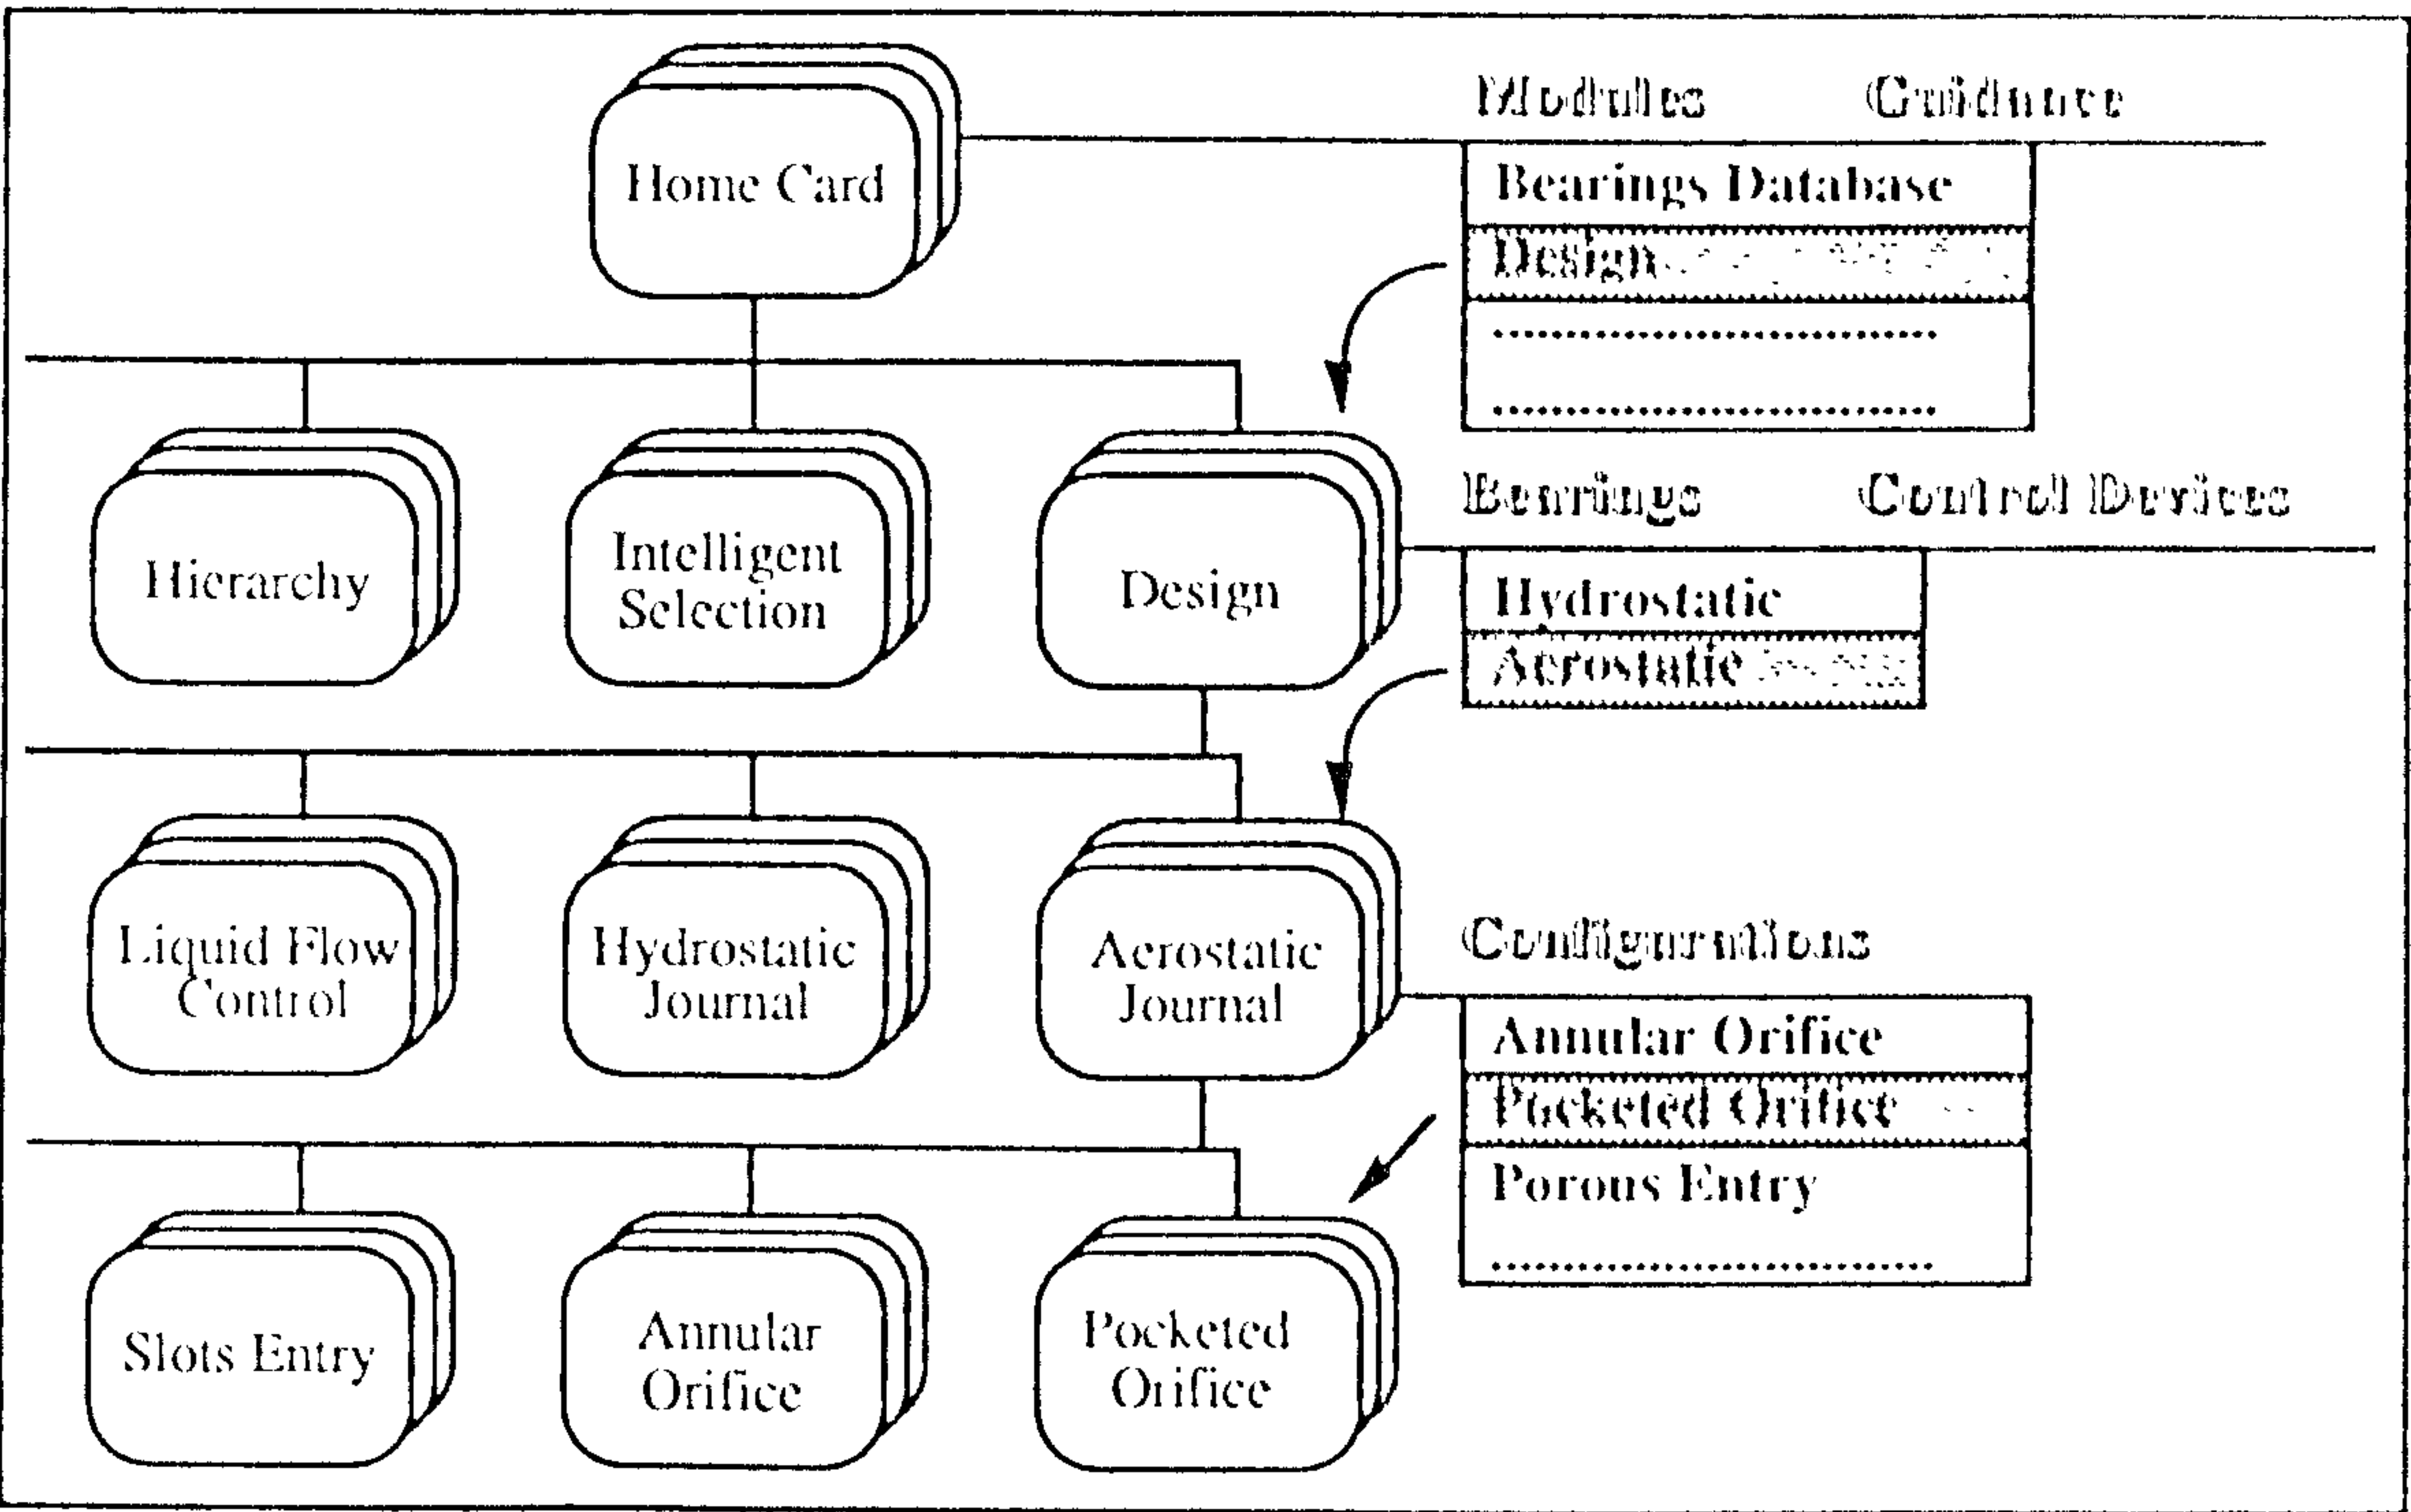 Modules Guidance
Home Card
Bearings Database
Design
..............................
..............................
Hierarchy
Intelligent
Selection
Design
Bearings Control Devices
Hydrostatic
Aerostatic
Liquid Flow
Control
Hydrostatic
Journal
Aerostatic
Journal
Configurations
Annular Orifice
Pocketed Orifice
Porous Entry
..............................
Slots Entry
Annular
Orifice
Pocketed
Orifice